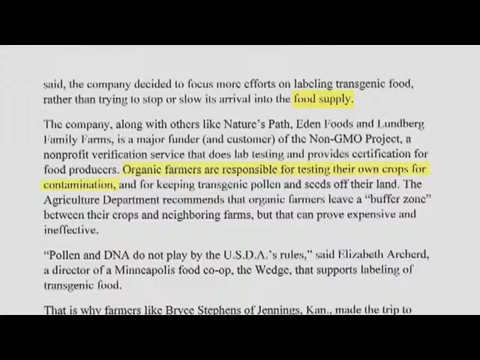 said, the company decided to focus more efforts on labeling transgenic food,
rather than trying to stop or slow its arrival into the food supply.
The company, along with others like Nature's Path, Eden Foods and Lundberg
Family Farms, is a major funder (and customer) of the Non-GMO Project, a
nonprofit verification service that does lab testing and provides certification for
food producers. Organic farmers are responsible for testing their own crops for
contamination, and for keeping transgenic pollen and seeds off their land. The
Agriculture Department recommends that organic farmers leave a “buffer zone”
between their crops and neighboring farms, but that can prove expensive and
ineffective.
“Pollen and DNA do not play by the U.S.D.A.'s rules,” said Elizabeth Archerd,
a director of a Minneapolis food co-op, the Wedge, that supports labeling of
transgenic food.
That is why farmers like Bryce Stephens of Jennings, Kan., made the trip to